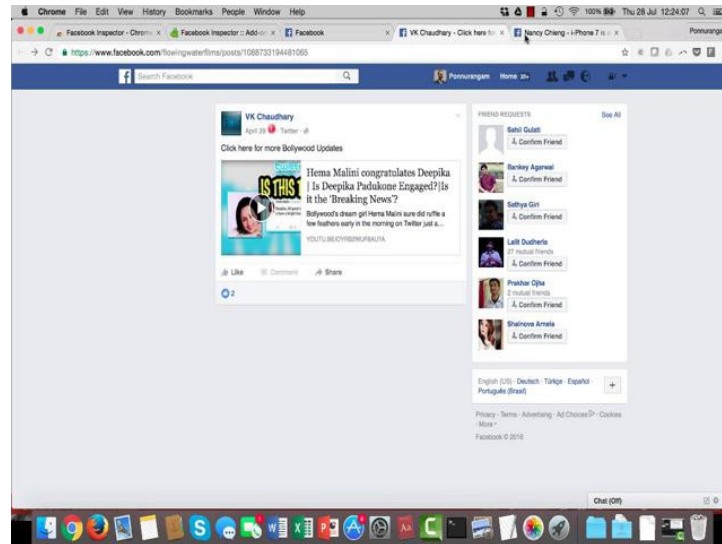 Chrome File Edit View History Bookmarks People Window Help
100% Thu 28 Jul 12:24:07
Facebook Inspector - Chrome
Facebook Inspector :: Add-on
Facebook
VK Chaudhary - Click here for
Nancy Chieng - i-Phone 7 is
Ponnuranga
https://www.facebook.com/flowingwaterfilms/posts/1088733194481065
Search Facebook
Ponnurangam Home
VK Chaudhary
April 29 Twitter
Click here for more Bollywood Updates
IS THIS
Hema Malini congratulates Deepika
| Is Deepika Padukone Engaged?|Is
it the 'Breaking News'?
Bollywood's dream girl Hema Malini sure did ruffle a
few feathers early in the morning on Twitter just a...
Like Comment Share
2
FRIEND REQUESTS See All
Sahil Gulati
Confirm Friend
Bankey Agarwal
Confirm Friend
Sathya Giri
Confirm Friend
Lalit Dudheria
27 mutual friends
Confirm Friend
Prakhar Ojha
2 mutual friends
Confirm Friend
Shainova Arnela
Confirm Friend
English (US) · Deutsch · Türkçe · Español ·
Português (Brasil)
Privacy · Terms · Advertising · Ad Choices · Cookies
· More
Facebook © 2016
Chat (Off)